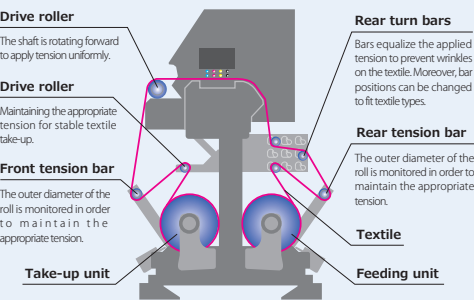 Drive roller
The shaft is rotating forward
to apply tension uniformly.
Drive roller
Maintaining the appropriate
tension for stable textile
take-up.
Front tension bar
The outer diameter of the
roll is monitored in order
to maintain the
appropriate tension.
Take-up unit
Rear turn bars
Bars equalize the applied
tension to prevent wrinkles
on the textile. Moreover, bar
positions can be changed
to fit textile types.
Rear tension bar
The outer diameter of the
roll is monitored in order to
maintain the appropriate
tension.
Textile
Feeding unit